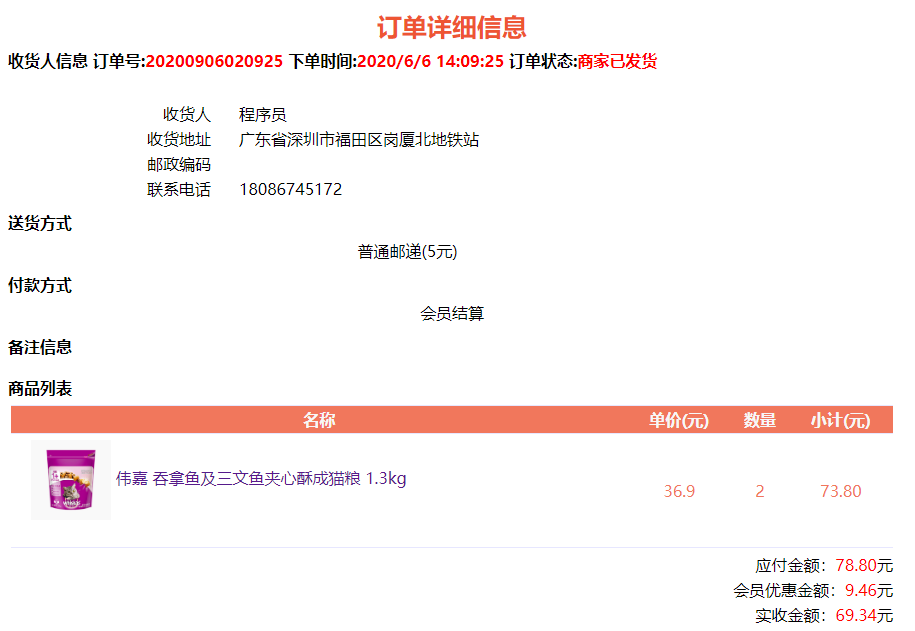 订单详细信息
收货人信息 订单号:20200906020925 下单时间:2020/6/6 14:09:25 订单状态:商家已发货
收货人 程序员
收货地址 广东省深圳市福田区岗厦北地铁站
邮政编码
联系电话 18086745172
送货方式
普通邮递(5元)
付款方式
会员结算
备注信息
商品列表
名称 单价(元) 数量 小计(元)
伟嘉 吞拿鱼及三文鱼夹心酥成猫粮 1.3kg 36.9 2 73.80
应付金额：78.80元
会员优惠金额：9.46元
实收金额：69.34元